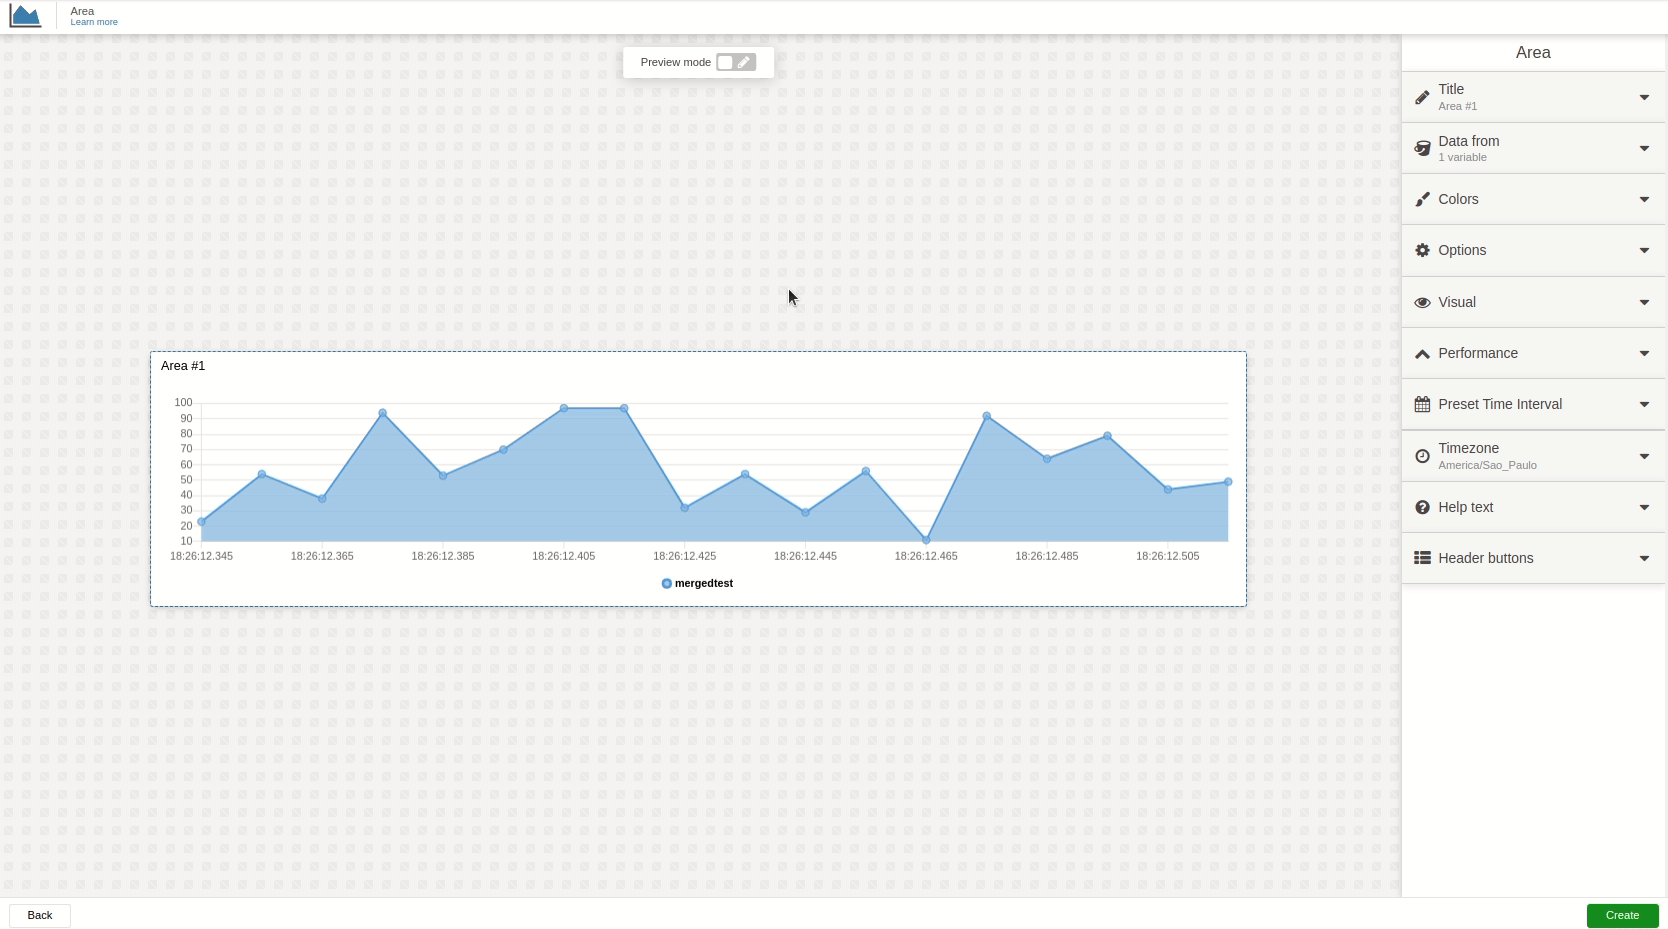 Area
Learn more
Preview mode
Area
Title
Area #1
Data from
1 variable
Colors
Options
Visual
Performance
Preset Time Interval
Timezone
America/Sao_Paulo
Help text
Header buttons
Area #1
100
90
80
70
60
50
40
30
20
10
18:26:12.345 18:26:12.365 18:26:12.385 18:26:12.405 18:26:12.425 18:26:12.445 18:26:12.465 18:26:12.485 18:26:12.505
mergedtest
Back
Create